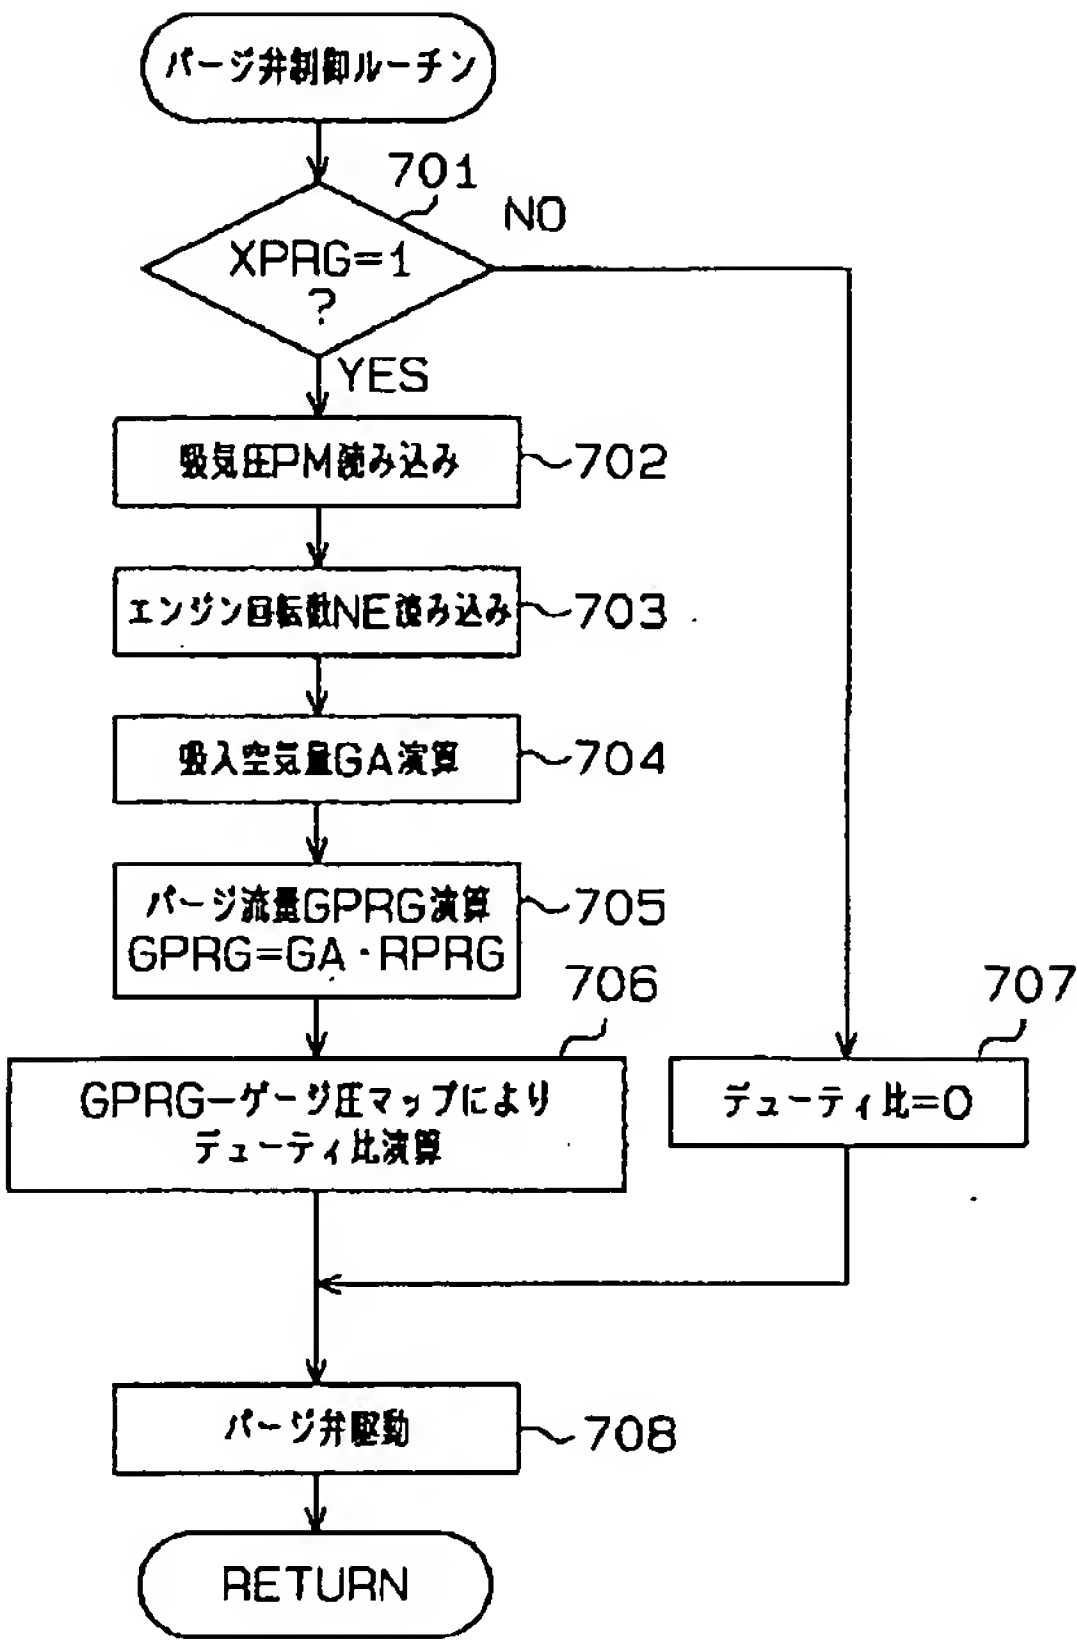 パージ弁制御ルーチン
701
NO
XPRG=1
?
YES
吸気圧PM読み込み
702
エンジン回転数NE読み込み
703
吸入空気量GA演算
704
パージ流量GPRG演算
705
GPRG=GA・RPRG
706
707
GPRGーゲージ圧マップにより
デューティ比演算
デューティ比=0
パージ弁駆動
708
RETURN